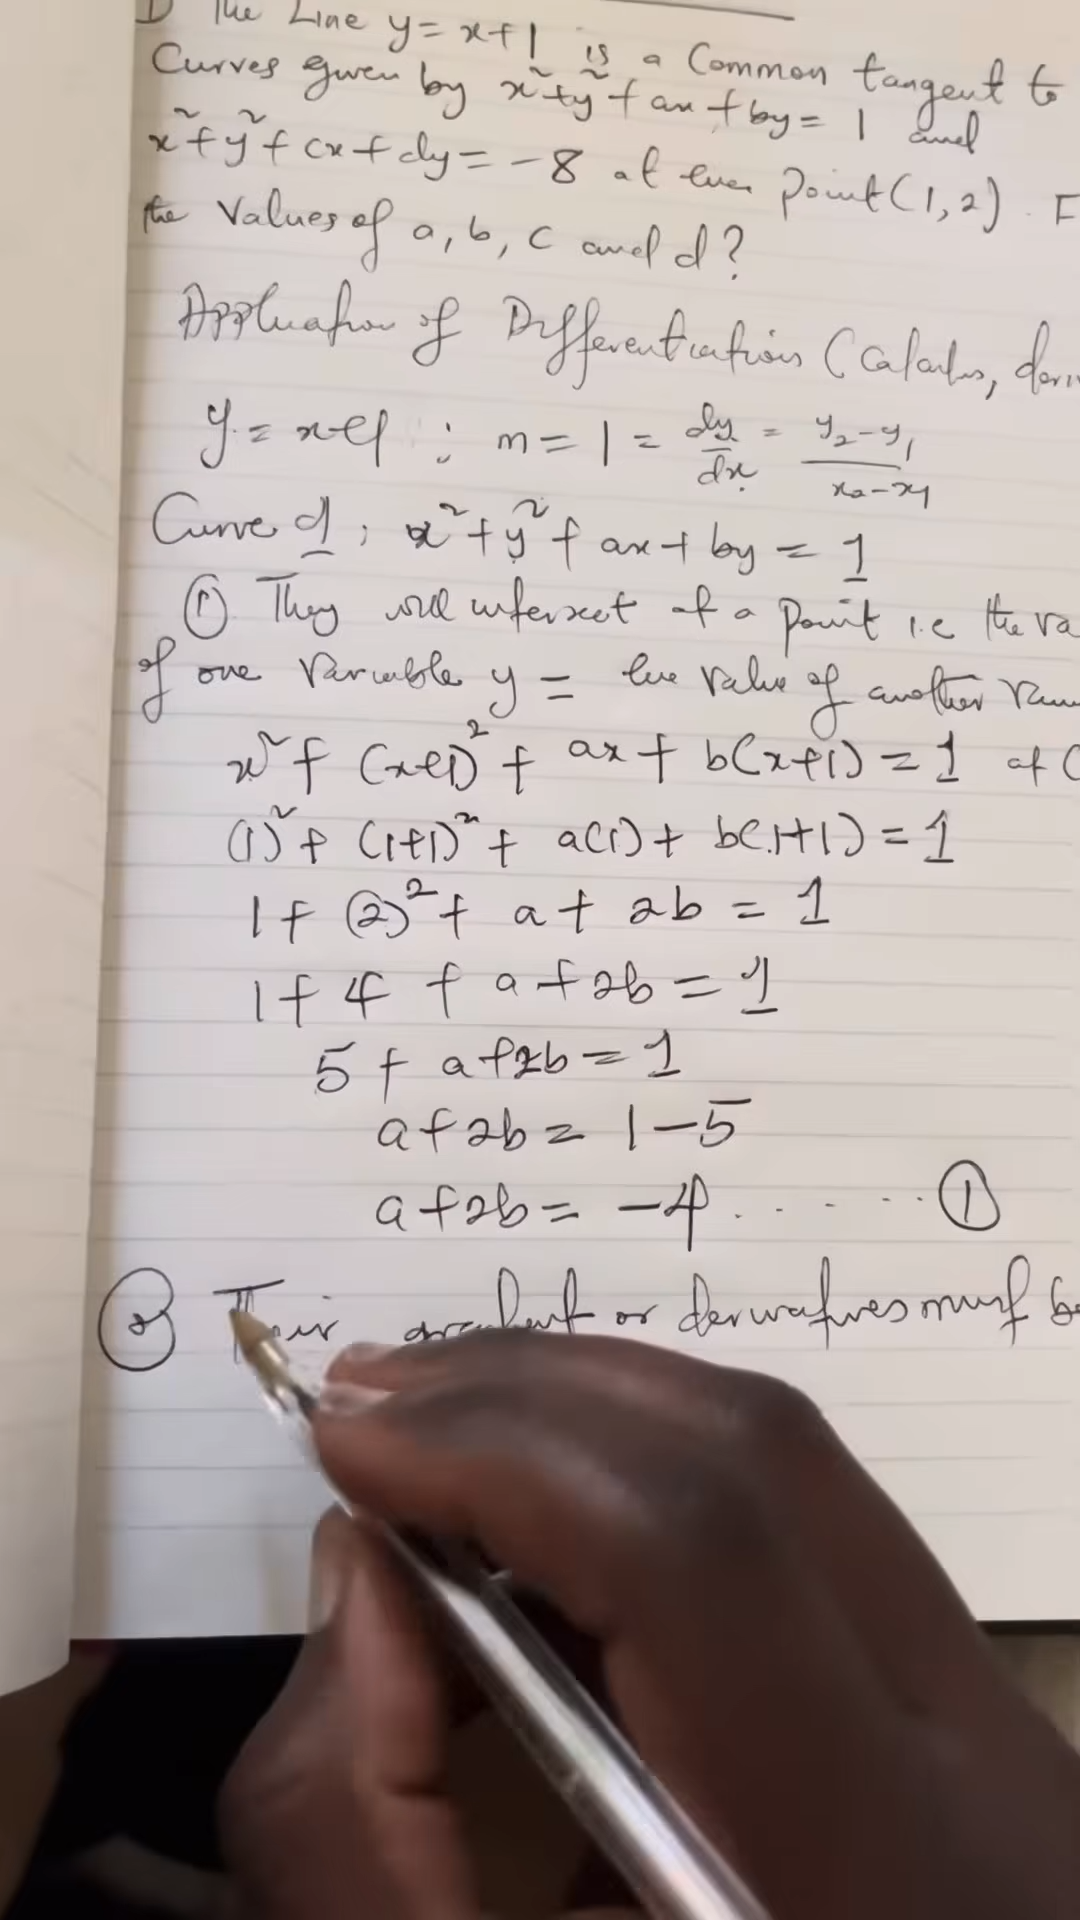 1) The Line y = x+1 is a Common tangent to
Curves given by x²+y²+ax+by = 1 and
x²+y²+cx+dy = -8 at the point (1,2). F
the values of a, b, c and d?
Application of Differentiations (Calculus, deri
y = x+1 ; m = 1 = dy/dx = y₂-y₁/x₂-x₁
Curve 1; x²+y²+ax+by = 1
① They will intersect at a point i.e the va
of one Variable y = the value of another Va
x² + (x+1)² + ax + b(x+1) = 1 at (
(1)² + (1+1)² + a(1) + b(1+1) = 1
1 + (2)² + a + 2b = 1
1 + 4 + a + 2b = 1
5 + a + 2b = 1
a + 2b = 1-5
a + 2b = -4 . . . . . . ①
② Their gradient or derivatives must be